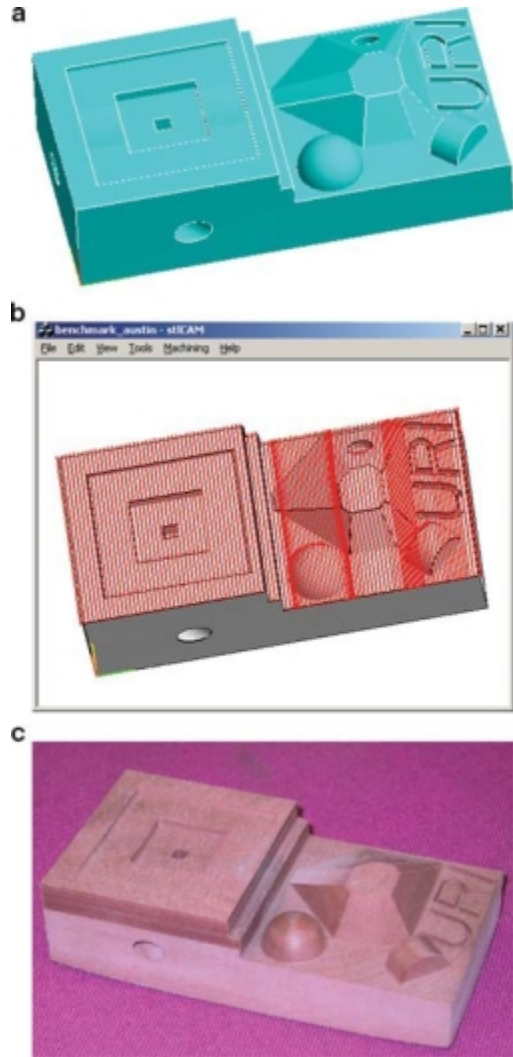 a
URI
b
benchmark_austin - stlCAM
File Edit View Tools Machining Help
URI
c
URI